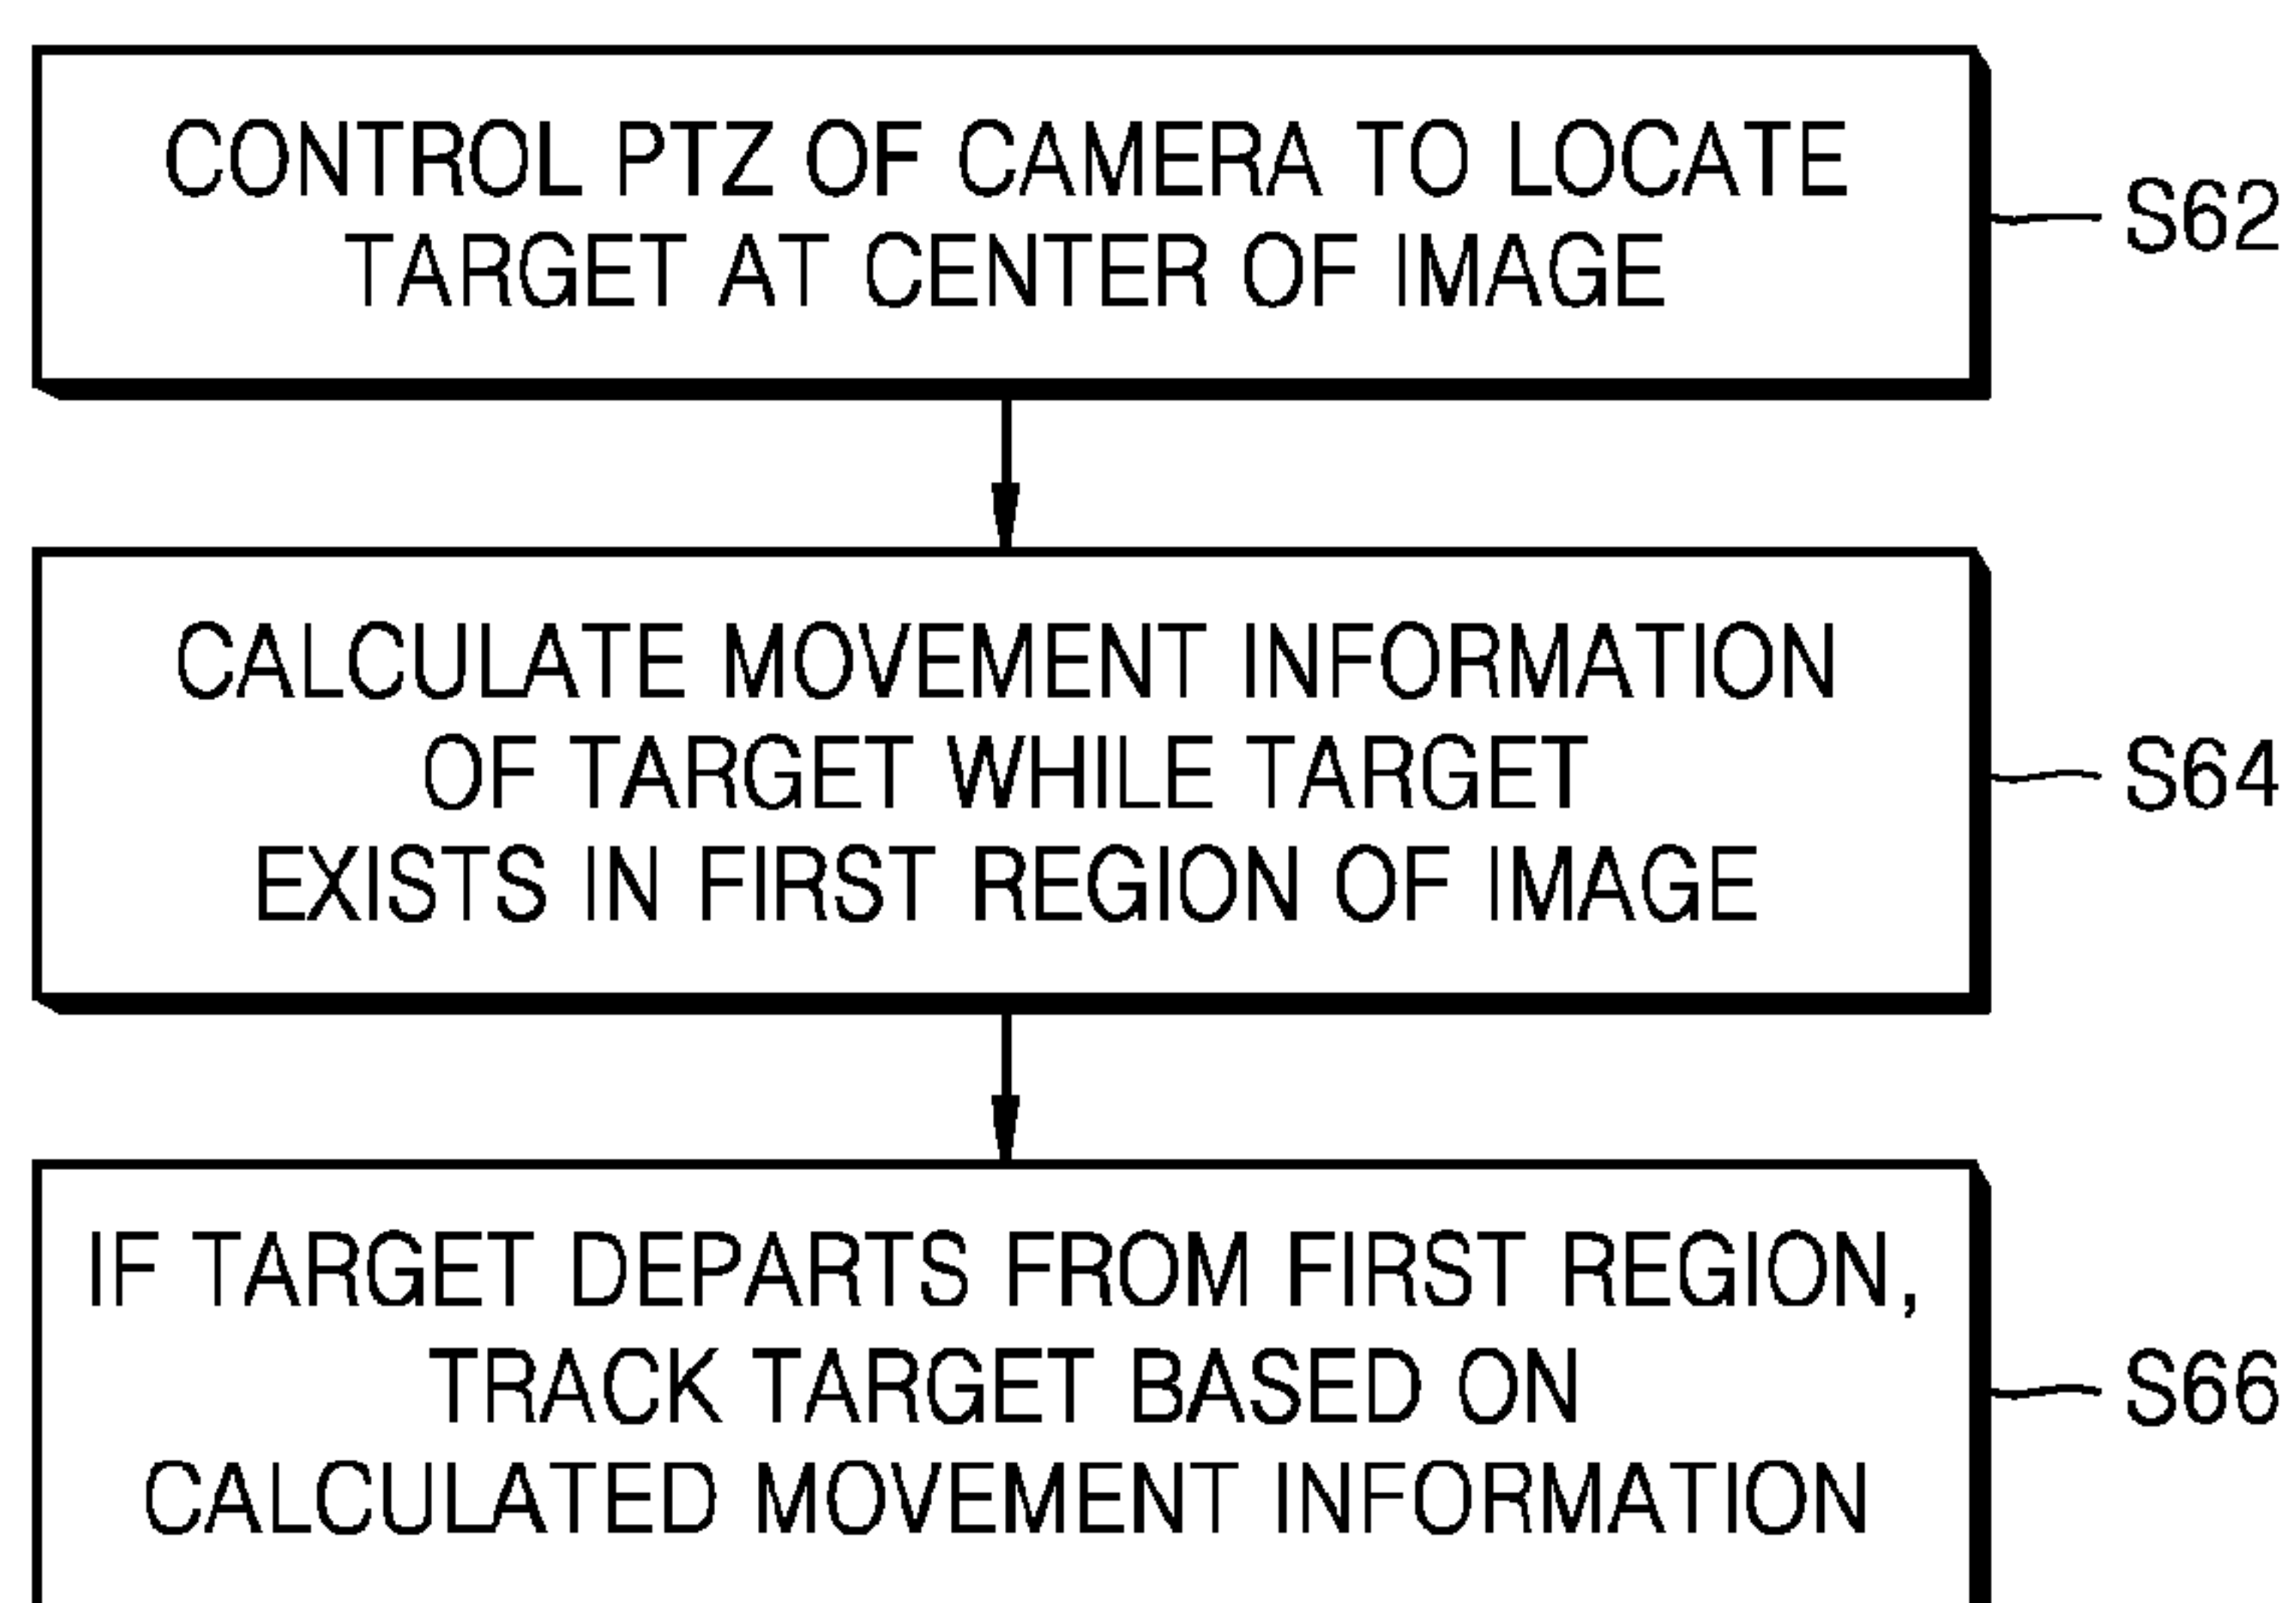 CONTROL PTZ OF CAMERA TO LOCATE
TARGET AT CENTER OF IMAGE
S62
CALCULATE MOVEMENT INFORMATION
OF TARGET WHILE TARGET
EXISTS IN FIRST REGION OF IMAGE
S64
IF TARGET DEPARTS FROM FIRST REGION,
TRACK TARGET BASED ON
CALCULATED MOVEMENT INFORMATION
S66